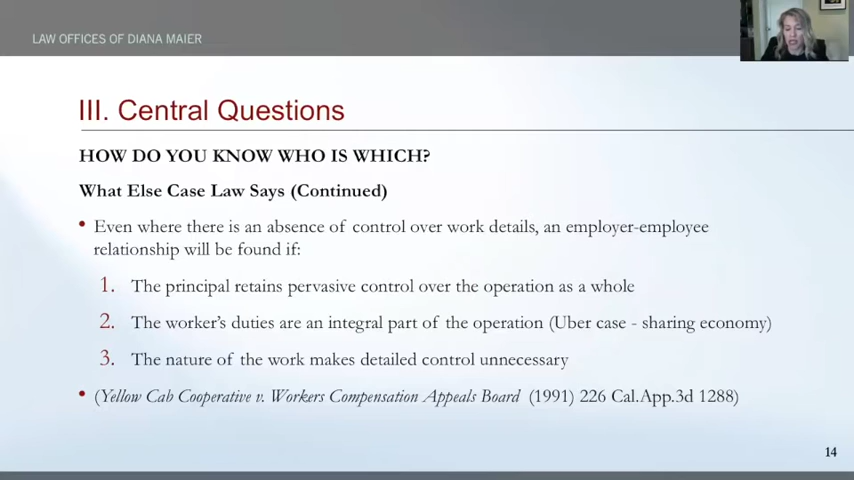 LAW OFFICES OF DIANA MAIER
III. Central Questions
HOW DO YOU KNOW WHO IS WHICH?
What Else Case Law Says (Continued)
• Even where there is an absence of control over work details, an employer-employee
relationship will be found if:
1. The principal retains pervasive control over the operation as a whole
2. The worker's duties are an integral part of the operation (Uber case - sharing economy)
3. The nature of the work makes detailed control unnecessary
• (Yellow Cab Cooperative v. Workers Compensation Appeals Board (1991) 226 Cal.App.3d 1288)
14